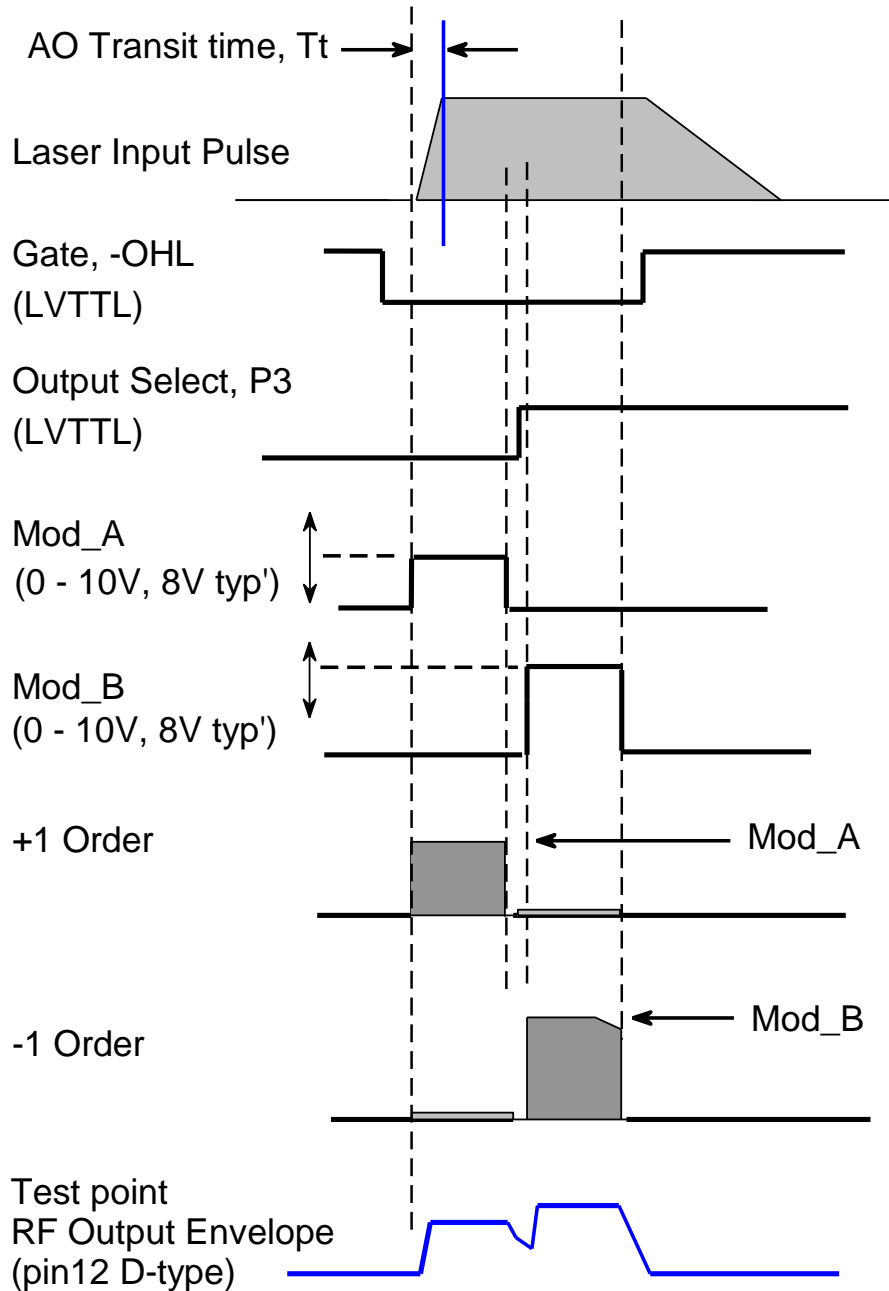 AO Transit time, Tt
Laser Input Pulse
Gate, -OHL
(LVTTL)
Output Select, P3
(LVTTL)
Mod_A
(0 - 10V, 8V typ')
Mod_B
(0 - 10V, 8V typ')
+1 Order
Mod_A
-1 Order
Mod_B
Test point
RF Output Envelope
(pin12 D-type)